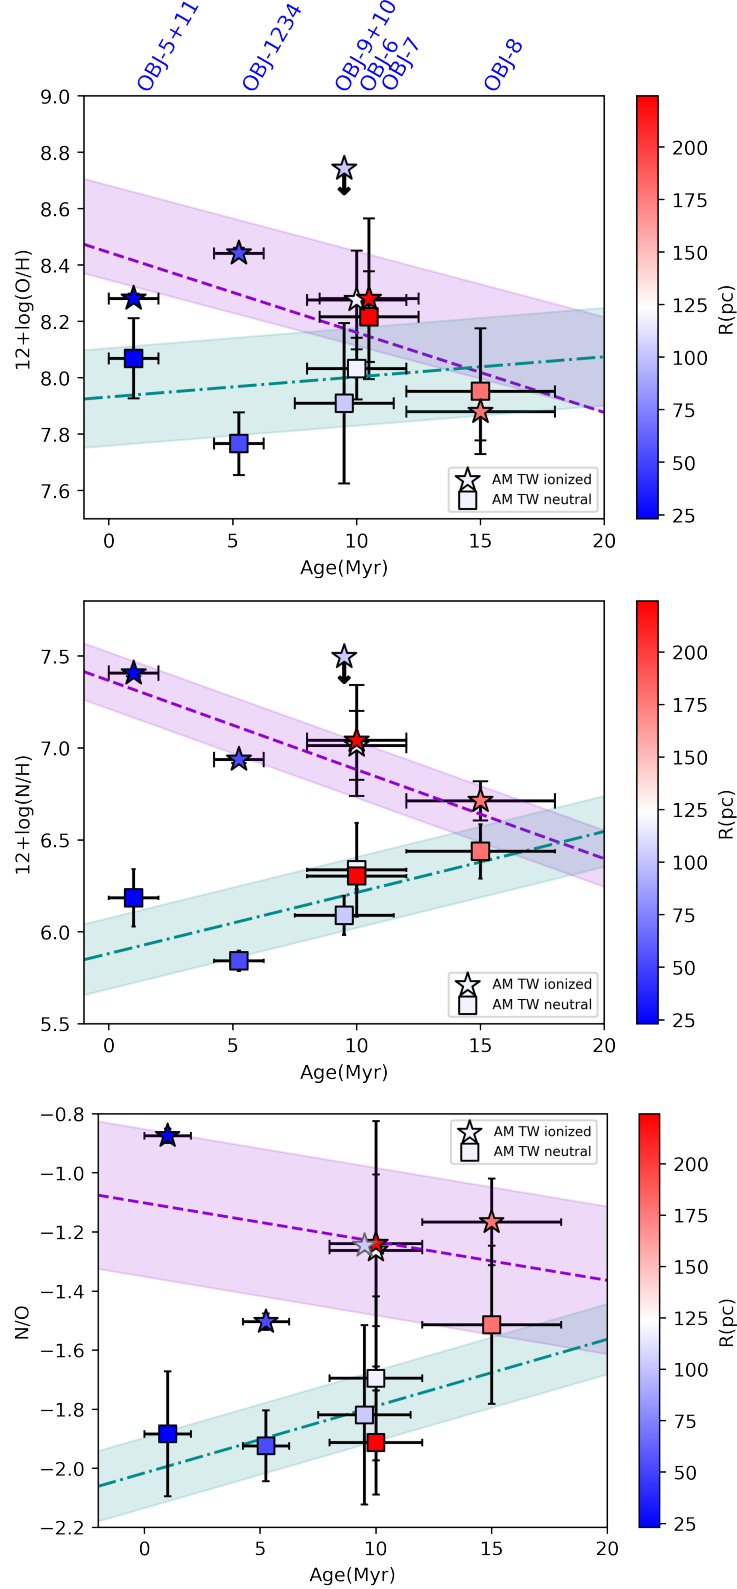 OBJ-5+11 OBJ-1234 OBJ-9+10 OBJ-6 OBJ-7 OBJ-8
9.0
8.8
8.6
8.4
8.2
8.0
7.8
7.6
12+log(O/H)
AM TW ionized
AM TW neutral
0 5 10 15 20
Age(Myr)
200
175
150
125
100
75
50
25
R(pc)
7.5
7.0
6.5
6.0
5.5
12+log(N/H)
AM TW ionized
AM TW neutral
0 5 10 15 20
Age(Myr)
200
175
150
125
100
75
50
25
R(pc)
−0.8
−1.0
−1.2
−1.4
−1.6
−1.8
−2.0
−2.2
N/O
AM TW ionized
AM TW neutral
0 5 10 15 20
Age(Myr)
200
175
150
125
100
75
50
25
R(pc)